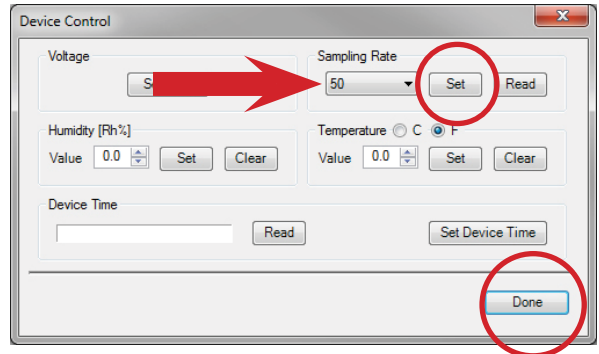 Device Control
Voltage
Sampling Rate
50
Set
Read
Humidity [Rh%]
Value 0.0 Set Clear
Temperature C F
Value 0.0 Set Clear
Device Time
Read
Set Device Time
Done